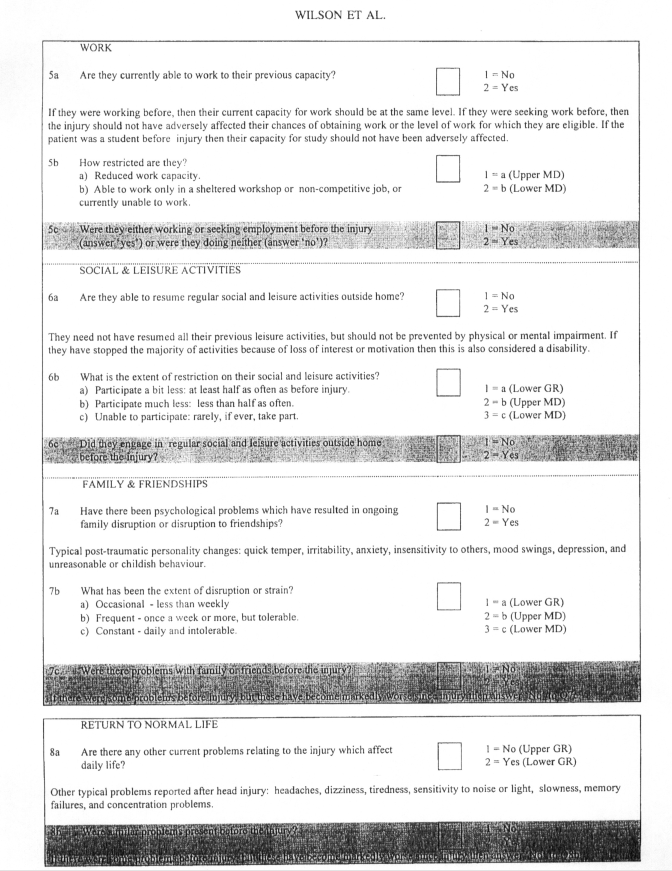 WILSON ET AL.
WORK
5a Are they currently able to work to their previous capacity? 1 = No
2 = Yes
If they were working before, then their current capacity for work should be at the same level. If they were seeking work before, then
the injury should not have adversely affected their chances of obtaining work or the level of work for which they are eligible. If the
patient was a student before injury then their capacity for study should not have been adversely affected.
5b How restricted are they?
a) Reduced work capacity. 1 = a (Upper MD)
b) Able to work only in a sheltered workshop or non-competitive job, or 2 = b (Lower MD)
currently unable to work.
5c Were they either working or seeking employment before the injury 1 = No
(answer 'yes') or were they doing neither (answer 'no')? 2 = Yes
SOCIAL & LEISURE ACTIVITIES
6a Are they able to resume regular social and leisure activities outside home? 1 = No
2 = Yes
They need not have resumed all their previous leisure activities, but should not be prevented by physical or mental impairment. If
they have stopped the majority of activities because of loss of interest or motivation then this is also considered a disability.
6b What is the extent of restriction on their social and leisure activities?
a) Participate a bit less: at least half as often as before injury. 1 = a (Lower GR)
b) Participate much less: less than half as often. 2 = b (Upper MD)
c) Unable to participate: rarely, if ever, take part. 3 = c (Lower MD)
6c Did they engage in regular social and leisure activities outside home 1 = No
before the injury? 2 = Yes
FAMILY & FRIENDSHIPS
7a Have there been psychological problems which have resulted in ongoing 1 = No
family disruption or disruption to friendships? 2 = Yes
Typical post-traumatic personality changes: quick temper, irritability, anxiety, insensitivity to others, mood swings, depression, and
unreasonable or childish behaviour.
7b What has been the extent of disruption or strain?
a) Occasional - less than weekly 1 = a (Lower GR)
b) Frequent - once a week or more, but tolerable. 2 = b (Upper MD)
c) Constant - daily and intolerable. 3 = c (Lower MD)
7c Were there problems with family or friends before the injury? 1 = No
2 = Yes
If there were some problems before injury, but these have become markedly worse since injury then answer
RETURN TO NORMAL LIFE
8a Are there any other current problems relating to the injury which affect 1 = No (Upper GR)
daily life? 2 = Yes (Lower GR)
Other typical problems reported after head injury: headaches, dizziness, tiredness, sensitivity to noise or light, slowness, memory
failures, and concentration problems.
Were similar problems present before the injury? 1 = No
If there were some problems before injury, but these have become markedly worse since injury then answer